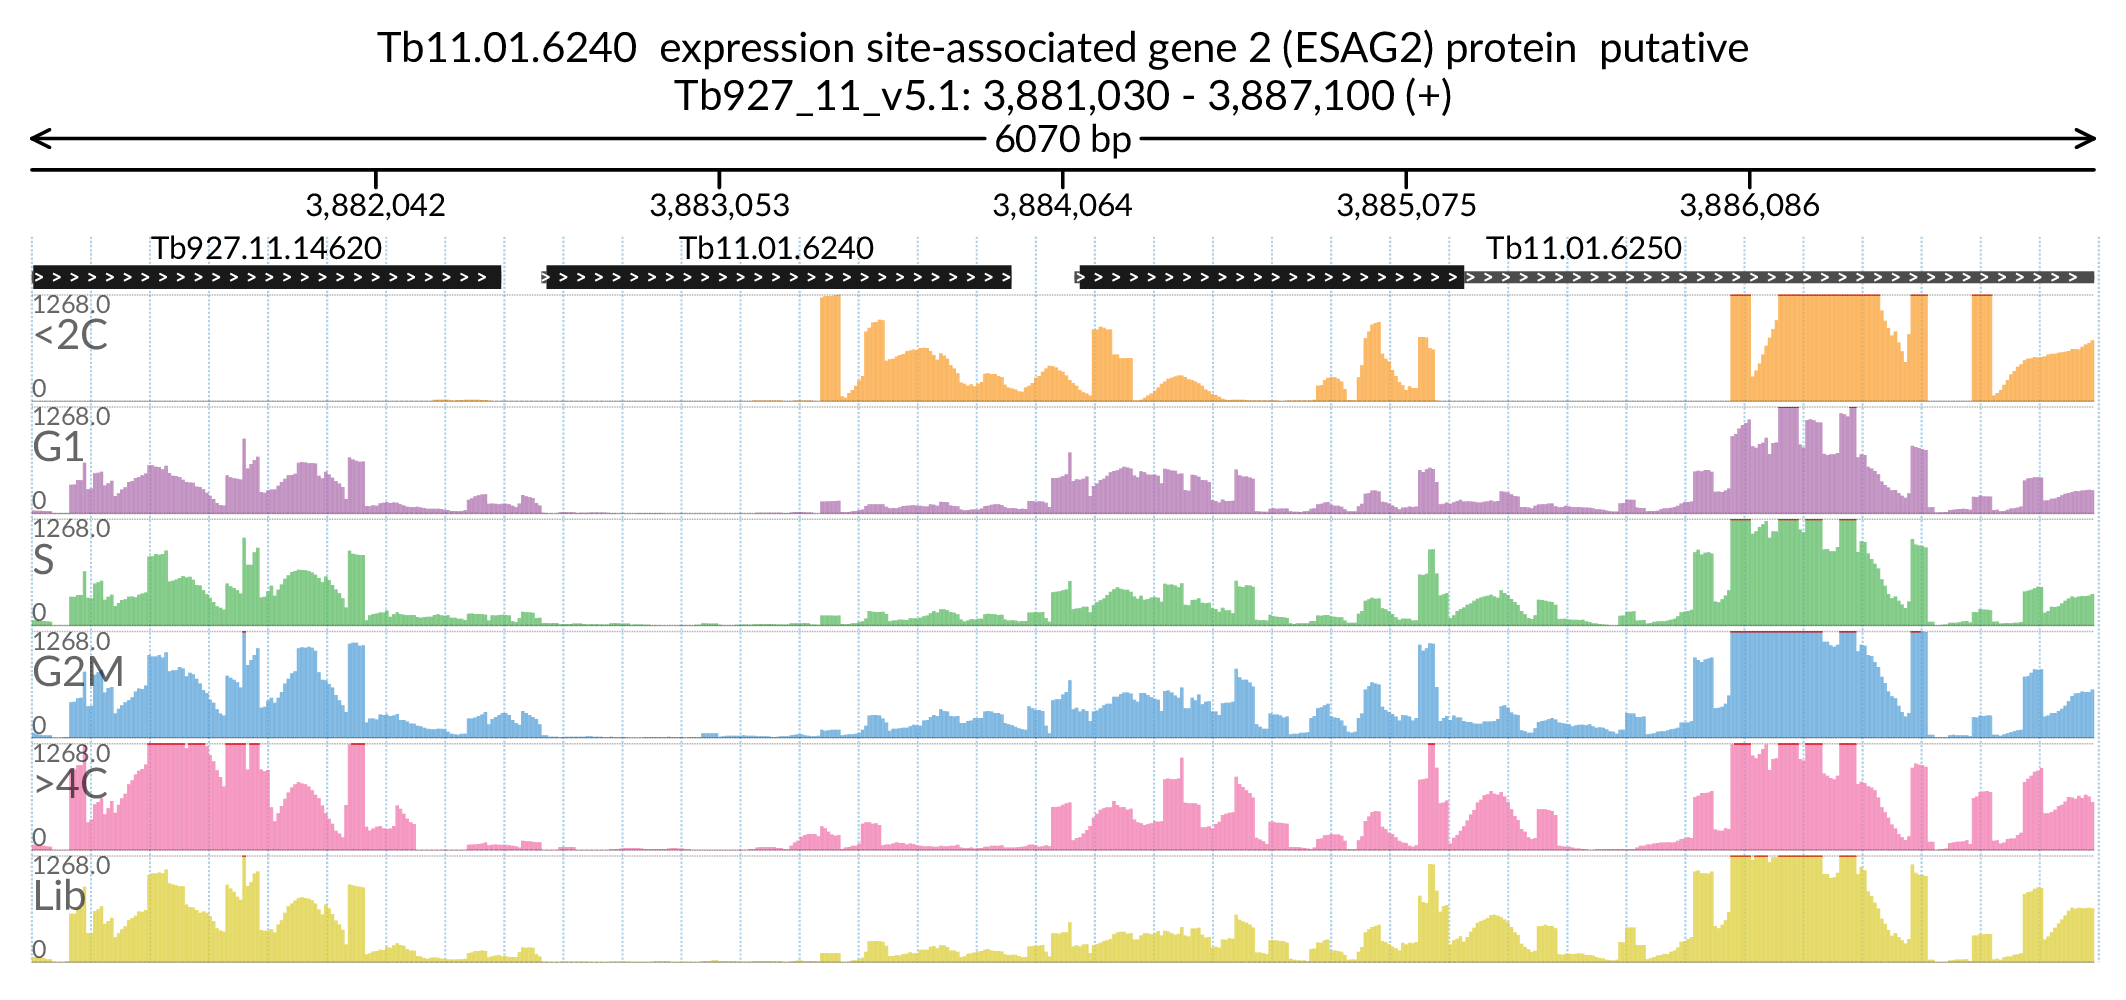 Tb11.01.6240 expression site-associated gene 2 (ESAG2) protein putative
Tb927_11_v5.1: 3,881,030 - 3,887,100 (+)
6070 bp
3,882,042 3,883,053 3,884,064 3,885,075 3,886,086
Tb927.11.14620 Tb11.01.6240 Tb11.01.6250
1268.0
<2C
0
1268.0
G1
0
1268.0
S
0
1268.0
G2M
0
1268.0
>4C
0
1268.0
Lib
0